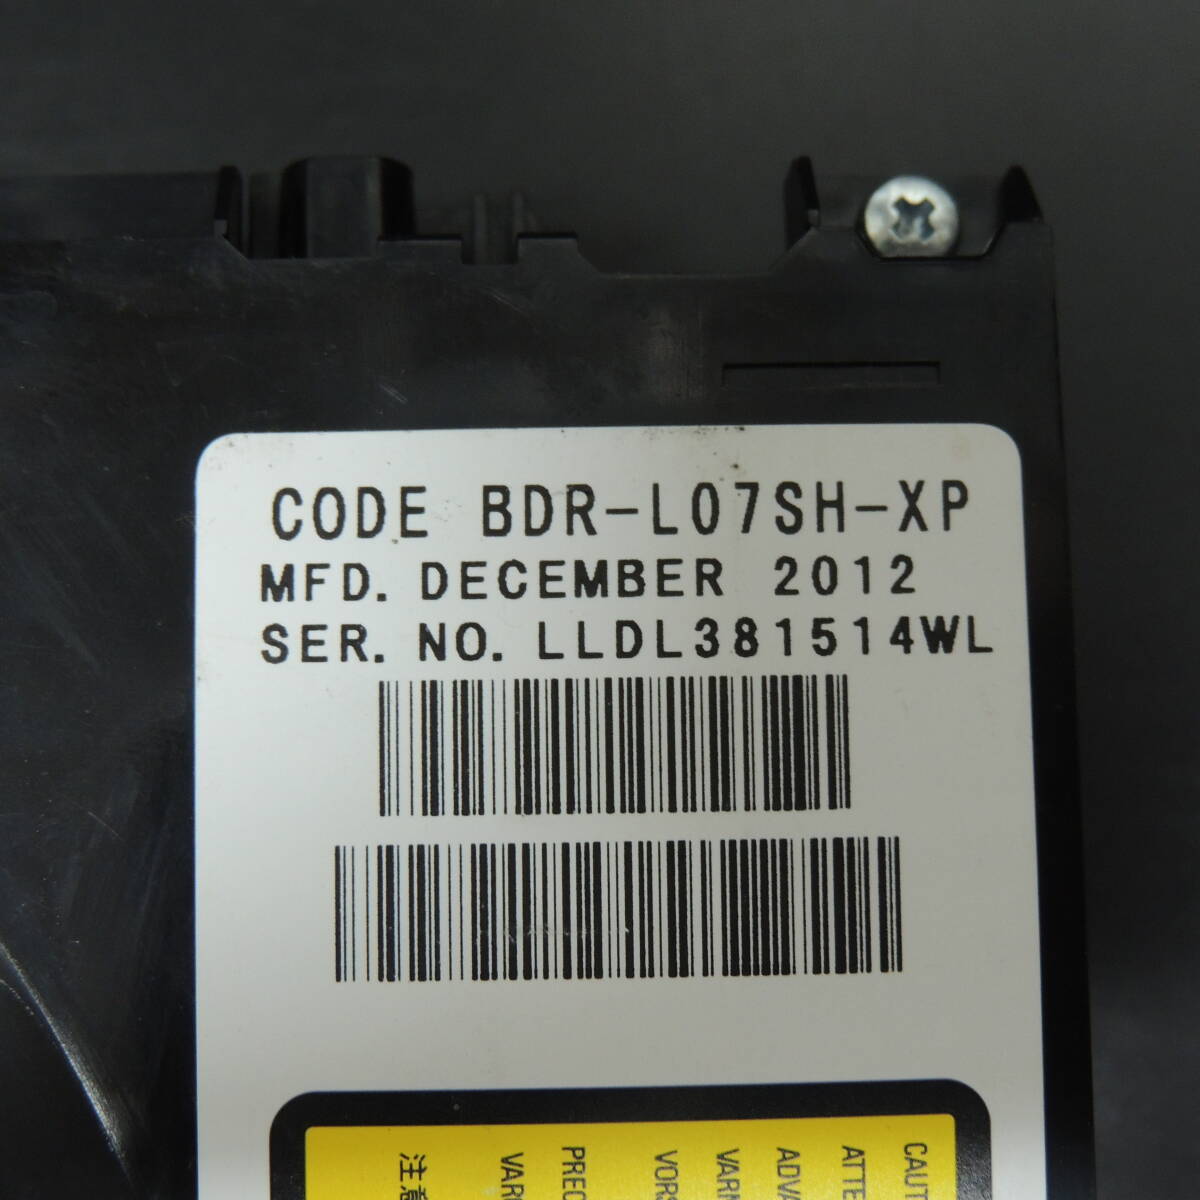 CODE BDR-L07SH-XP
MFD. DECEMBER 2012
SER. NO. LLDL381514WL